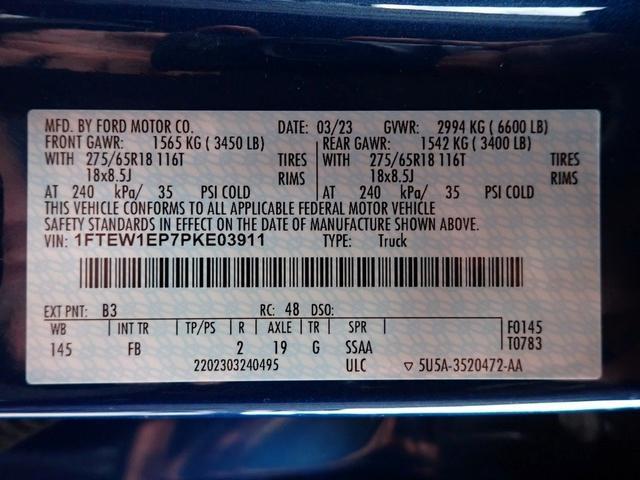 MFD. BY FORD MOTOR CO. DATE: 03/23 GVWR: 2994 KG ( 6600 LB)
FRONT GAWR: 1565 KG ( 3450 LB) REAR GAWR: 1542 KG ( 3400 LB)
WITH 275/65R18 116T TIRES WITH 275/65R18 116T TIRES
18x8.5J RIMS 18x8.5J RIMS
AT 240 kPa/ 35 PSI COLD AT 240 kPa/ 35 PSI COLD
THIS VEHICLE CONFORMS TO ALL APPLICABLE FEDERAL MOTOR VEHICLE
SAFETY STANDARDS IN EFFECT ON THE DATE OF MANUFACTURE SHOWN ABOVE.
VIN: 1FTEW1EP7PKE03911 TYPE: Truck
EXT PNT: B3 RC: 48 DSO:
WB INT TR TP/PS R AXLE TR SPR F0145
145 FB 2 19 G SSAA T0783
2202303240495 ULC ▽ 5U5A-3520472-AA